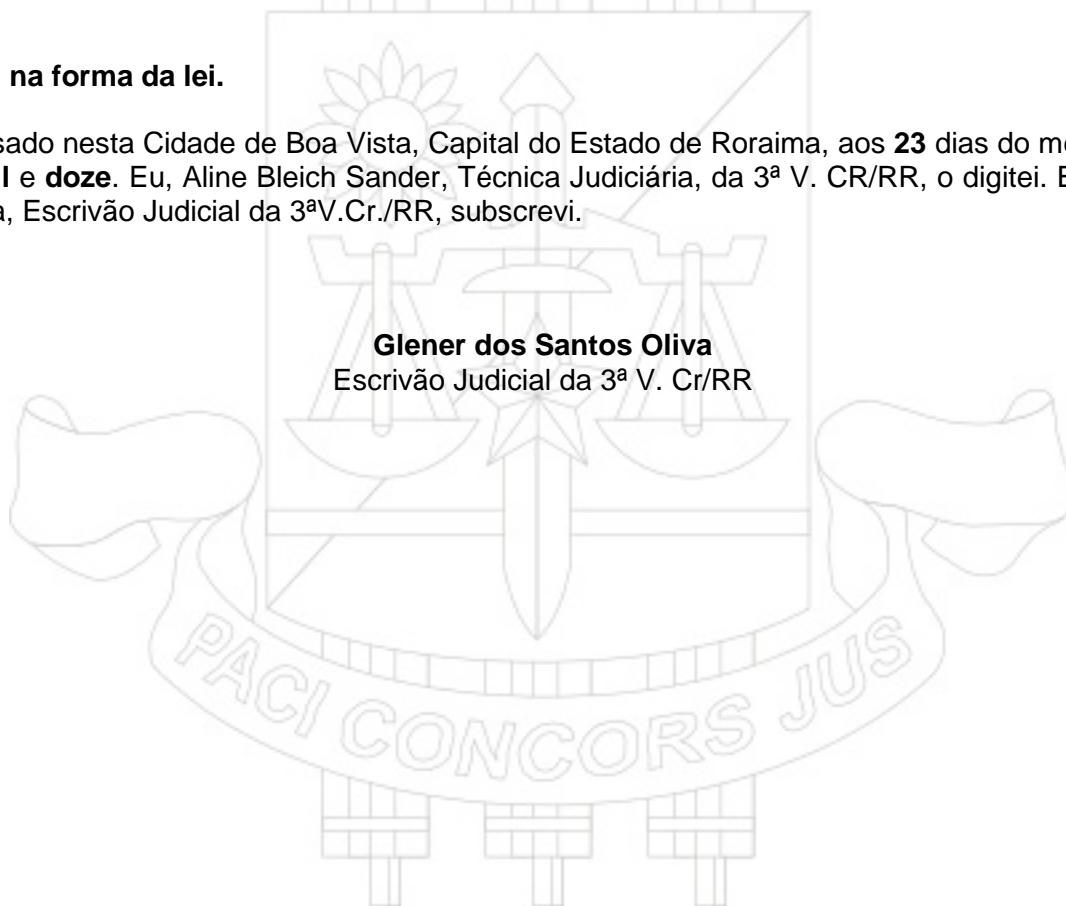 na forma da lei.
sado nesta Cidade de Boa Vista, Capital do Estado de Roraima, aos 23 dias do m
l e doze. Eu, Aline Bleich Sander, Técnica Judiciária, da 3ª V. CR/RR, o digitei. E
a, Escrivão Judicial da 3ªV.Cr./RR, subscrevi.
Glener dos Santos Oliva
Escrivão Judicial da 3ª V. Cr/RR
PACI CONCORS JUS